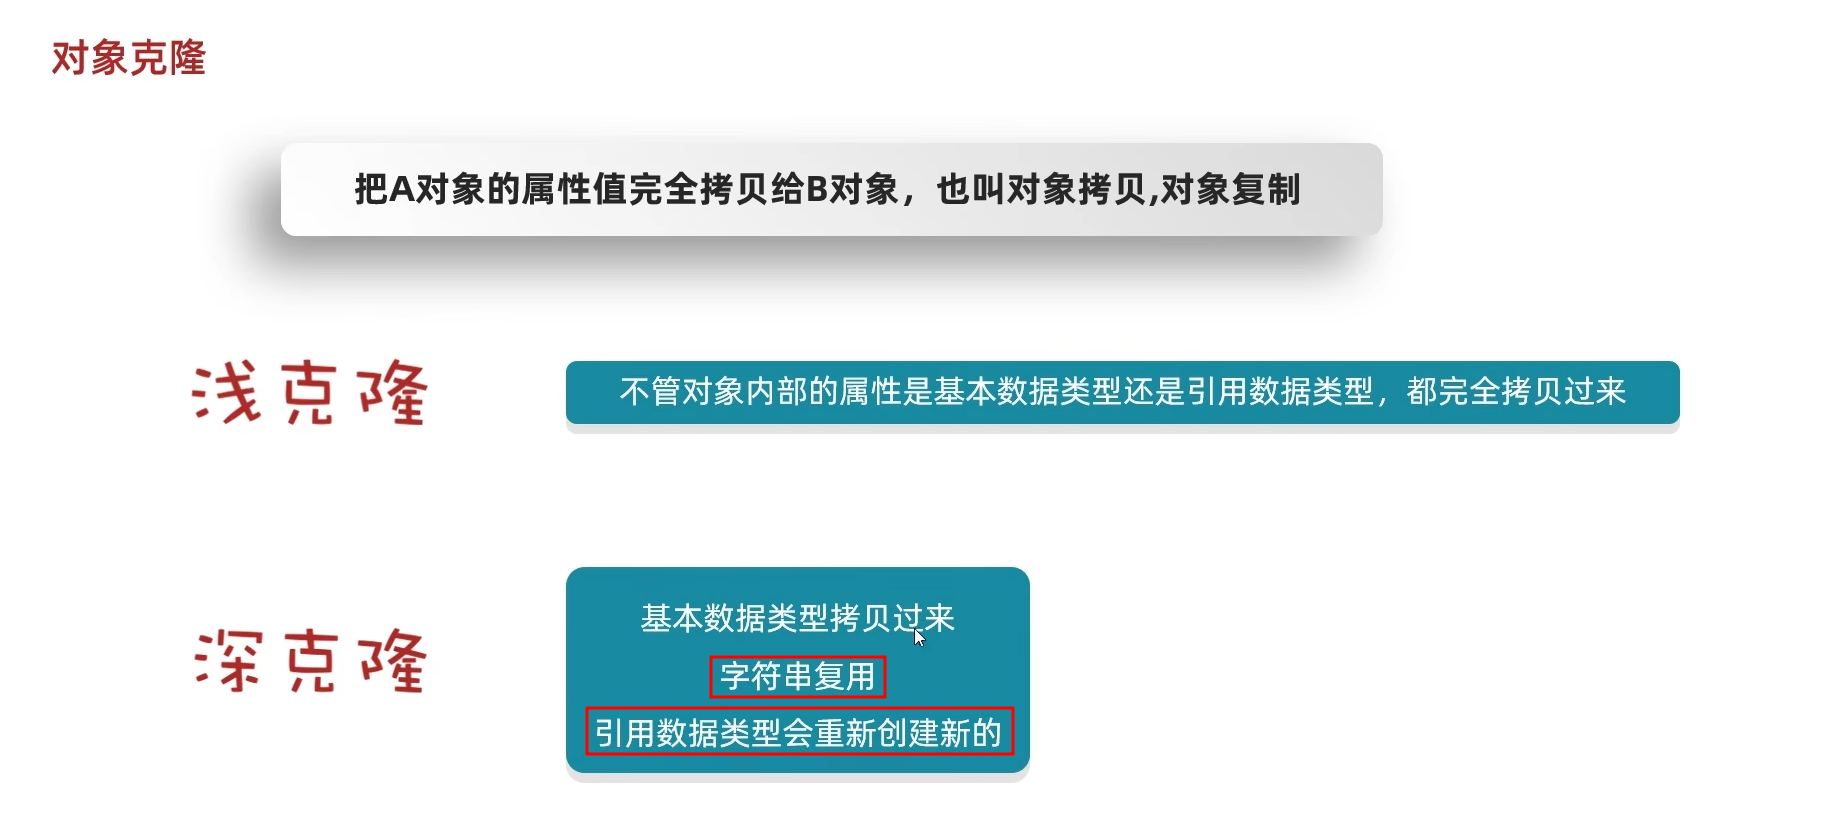 对象克隆
把A对象的属性值完全拷贝给B对象，也叫对象拷贝,对象复制
浅克隆
不管对象内部的属性是基本数据类型还是引用数据类型，都完全拷贝过来
深克隆
基本数据类型拷贝过来
字符串复用
引用数据类型会重新创建新的